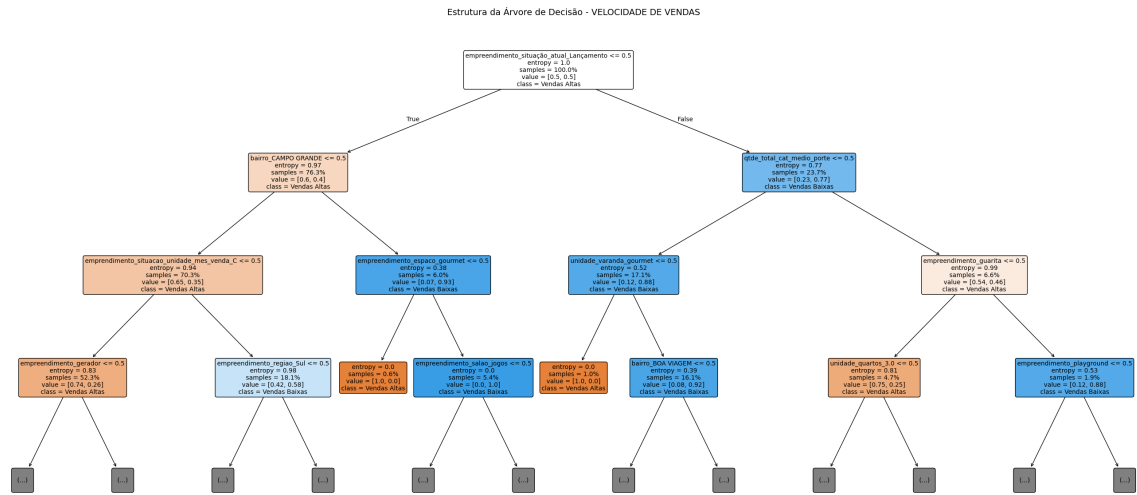 Estrutura da Árvore de Decisão - VELOCIDADE DE VENDAS
empreendimento_situação_atual_Lançamento <= 0.5
entropy = 1.0
samples = 100.0%
value = [0.5, 0.5]
class = Vendas Altas
True
False
bairro_CAMPO GRANDE <= 0.5
entropy = 0.97
samples = 76.3%
value = [0.6, 0.4]
class = Vendas Altas
qtde_total_cat_medio_porte <= 0.5
entropy = 0.77
samples = 23.7%
value = [0.23, 0.77]
class = Vendas Baixas
emprendimento_situacao_unidade_mes_venda_C <= 0.5
entropy = 0.94
samples = 70.3%
value = [0.65, 0.35]
class = Vendas Altas
empreendimento_espaco_gourmet <= 0.5
entropy = 0.38
samples = 6.0%
value = [0.07, 0.93]
class = Vendas Baixas
unidade_varanda_gourmet <= 0.5
entropy = 0.52
samples = 17.1%
value = [0.12, 0.88]
class = Vendas Baixas
empreendimento_guarita <= 0.5
entropy = 0.99
samples = 6.6%
value = [0.54, 0.46]
class = Vendas Altas
empreendimento_gerador <= 0.5
entropy = 0.83
samples = 52.3%
value = [0.74, 0.26]
class = Vendas Altas
empreendimento_regiao_Sul <= 0.5
entropy = 0.98
samples = 18.1%
value = [0.42, 0.58]
class = Vendas Baixas
entropy = 0.0
samples = 0.6%
value = [1.0, 0.0]
class = Vendas Altas
empreendimento_salao_jogos <= 0.5
entropy = 0.0
samples = 5.4%
value = [0.0, 1.0]
class = Vendas Baixas
entropy = 0.0
samples = 1.0%
value = [1.0, 0.0]
class = Vendas Altas
bairro_BOA VIAGEM <= 0.5
entropy = 0.39
samples = 16.1%
value = [0.08, 0.92]
class = Vendas Baixas
unidade_quartos_3.0 <= 0.5
entropy = 0.81
samples = 4.7%
value = [0.75, 0.25]
class = Vendas Altas
empreendimento_playground <= 0.5
entropy = 0.53
samples = 1.9%
value = [0.12, 0.88]
class = Vendas Baixas
(...)
(...)
(...)
(...)
(...)
(...)
(...)
(...)
(...)
(...)
(...)
(...)